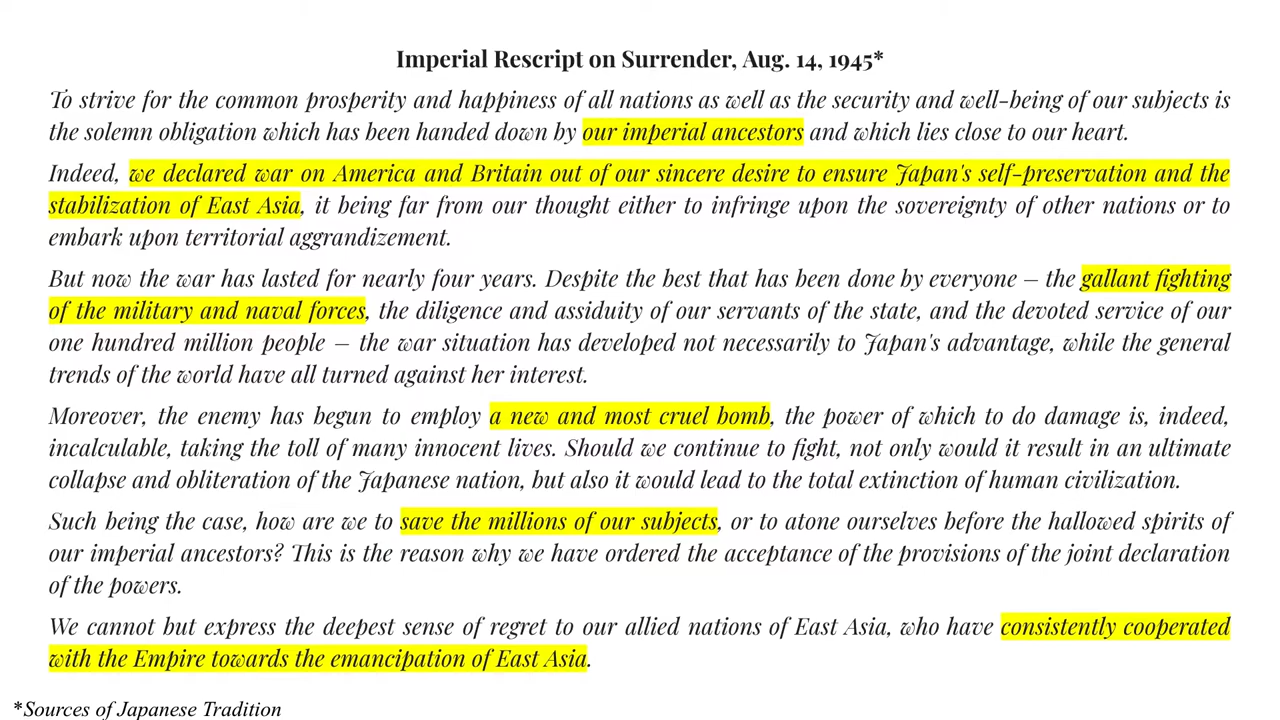 Imperial Rescript on Surrender, Aug. 14, 1945*
To strive for the common prosperity and happiness of all nations as well as the security and well-being of our subjects is
the solemn obligation which has been handed down by our imperial ancestors and which lies close to our heart.
Indeed, we declared war on America and Britain out of our sincere desire to ensure Japan's self-preservation and the
stabilization of East Asia, it being far from our thought either to infringe upon the sovereignty of other nations or to
embark upon territorial aggrandizement.
But now the war has lasted for nearly four years. Despite the best that has been done by everyone – the gallant fighting
of the military and naval forces, the diligence and assiduity of our servants of the state, and the devoted service of our
one hundred million people – the war situation has developed not necessarily to Japan's advantage, while the general
trends of the world have all turned against her interest.
Moreover, the enemy has begun to employ a new and most cruel bomb, the power of which to do damage is, indeed,
incalculable, taking the toll of many innocent lives. Should we continue to fight, not only would it result in an ultimate
collapse and obliteration of the Japanese nation, but also it would lead to the total extinction of human civilization.
Such being the case, how are we to save the millions of our subjects, or to atone ourselves before the hallowed spirits of
our imperial ancestors? This is the reason why we have ordered the acceptance of the provisions of the joint declaration
of the powers.
We cannot but express the deepest sense of regret to our allied nations of East Asia, who have consistently cooperated
with the Empire towards the emancipation of East Asia.
*Sources of Japanese Tradition